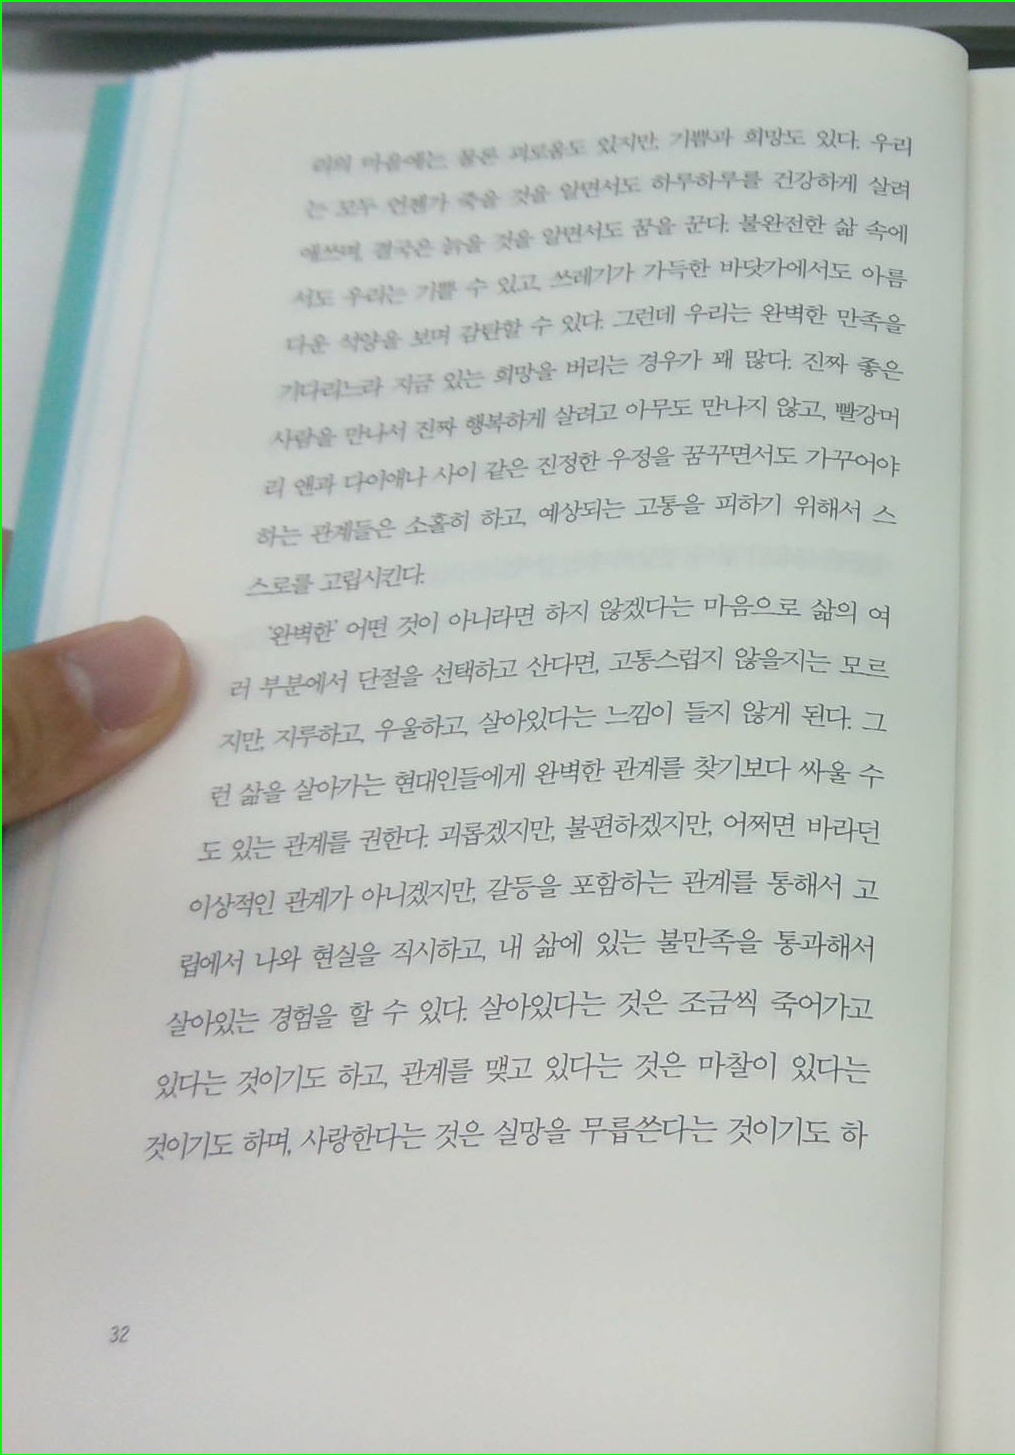 리의 마음에는, 물론 괴로움도 있지만, 기쁨과 희망도 있다. 우리
는 모두 언젠가 죽을 것을 알면서도 하루하루를 건강하게 살려
애쓰며, 결국은 늙을 것을 알면서도 꿈을 꾼다. 불완전한 삶 속에
서도 우리는 기쁠 수 있고, 쓰레기가 가득한 바닷가에서도 아름
다운 석양을 보며 감탄할 수 있다. 그런데 우리는 완벽한 만족을
기다리느라 지금 있는 희망을 버리는 경우가 꽤 많다. 진짜 좋은
사람을 만나서 진짜 행복하게 살려고 아무도 만나지 않고, 빨강머
리 앤과 다이애나 사이 같은 진정한 우정을 꿈꾸면서도 가꾸어야
하는 관계들은 소홀히 하고, 예상되는 고통을 피하기 위해서 스
스로를 고립시킨다.
'완벽한' 어떤 것이 아니라면 하지 않겠다는 마음으로 삶의 여
러 부분에서 단절을 선택하고 산다면, 고통스럽지 않을지는 모르
지만, 지루하고, 우울하고, 살아있다는 느낌이 들지 않게 된다. 그
런 삶을 살아가는 현대인들에게 완벽한 관계를 찾기보다 싸울 수
도 있는 관계를 권한다. 괴롭겠지만, 불편하겠지만, 어쩌면 바라던
이상적인 관계가 아니겠지만, 갈등을 포함하는 관계를 통해서 고
립에서 나와 현실을 직시하고, 내 삶에 있는 불만족을 통과해서
살아있는 경험을 할 수 있다. 살아있다는 것은 조금씩 죽어가고
있다는 것이기도 하고, 관계를 맺고 있다는 것은 마찰이 있다는
것이기도 하며, 사랑한다는 것은 실망을 무릅쓴다는 것이기도 하
32